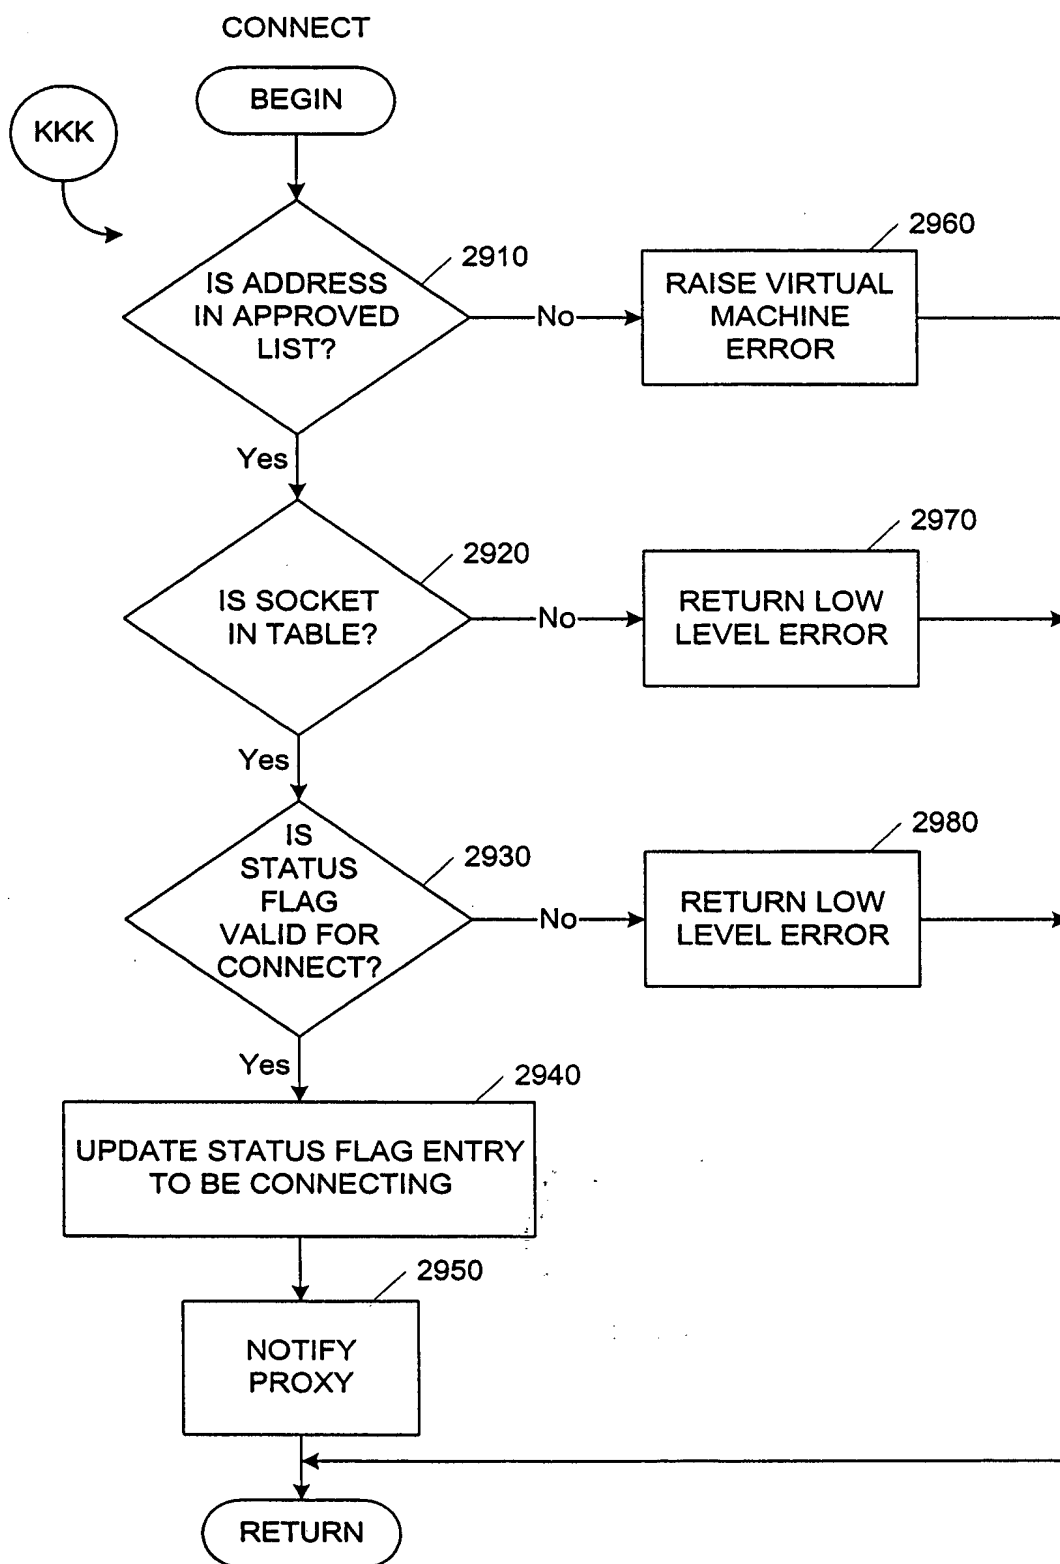 CONNECT
BEGIN
KKK
2910
IS ADDRESS
IN APPROVED
LIST?
No
2960
RAISE VIRTUAL
MACHINE
ERROR
Yes
2920
IS SOCKET
IN TABLE?
No
2970
RETURN LOW
LEVEL ERROR
Yes
2930
IS
STATUS
FLAG
VALID FOR
CONNECT?
No
2980
RETURN LOW
LEVEL ERROR
Yes
2940
UPDATE STATUS FLAG ENTRY
TO BE CONNECTING
2950
NOTIFY
PROXY
RETURN